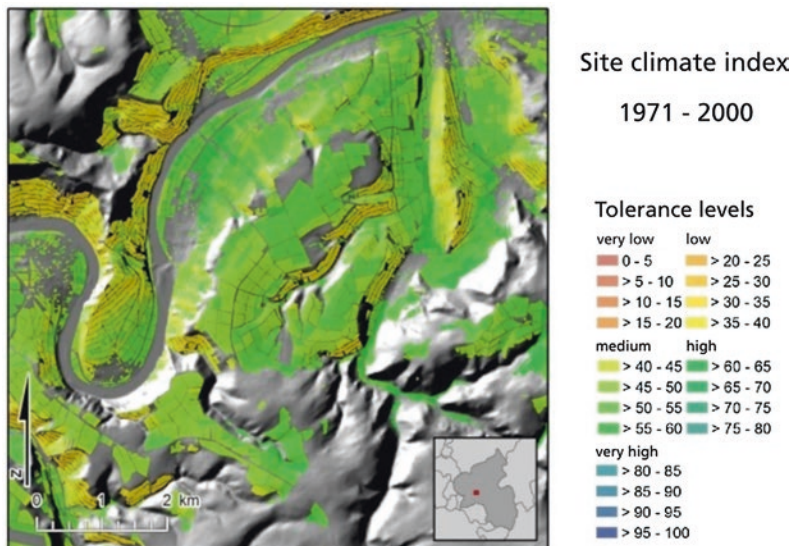 Site climate index
1971 - 2000
Tolerance levels
very low low
0 - 5 > 20 - 25
> 5 - 10 > 25 - 30
> 10 - 15 > 30 - 35
> 15 - 20 > 35 - 40
medium high
> 40 - 45 > 60 - 65
> 45 - 50 > 65 - 70
> 50 - 55 > 70 - 75
> 55 - 60 > 75 - 80
very high
> 80 - 85
> 85 - 90
> 90 - 95
> 95 - 100
N
0 1 2 km